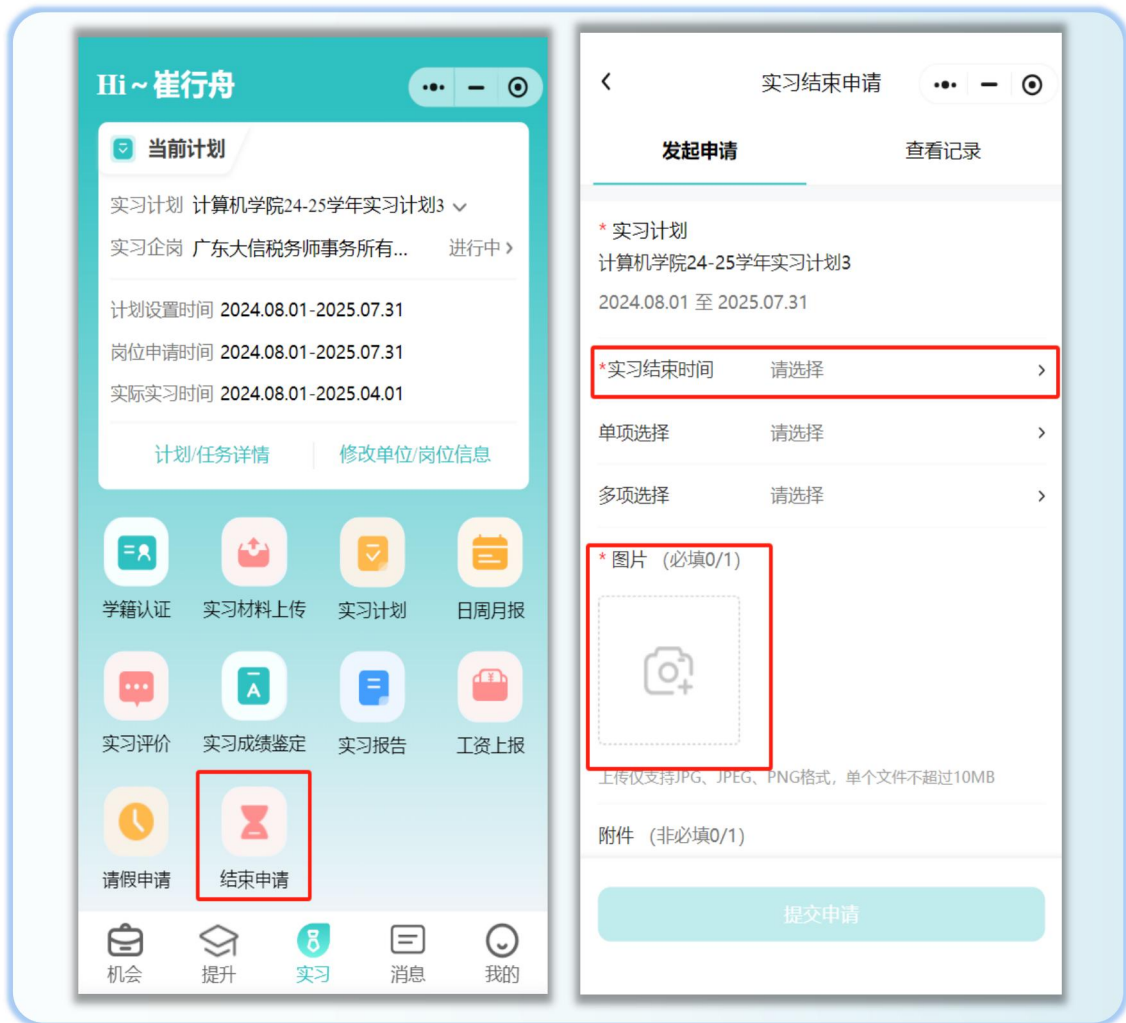 Hi~崔行舟
当前计划
实习计划 计算机学院24-25学年实习计划3
实习企岗 广东大信税务师事务所有... 进行中
计划设置时间 2024.08.01-2025.07.31
岗位申请时间 2024.08.01-2025.07.31
实际实习时间 2024.08.01-2025.04.01
计划/任务详情 修改单位/岗位信息
学籍认证 实习材料上传 实习计划 日周月报
实习评价 实习成绩鉴定 实习报告 工资上报
请假申请 结束申请
机会 提升 实习 消息 我的
实习结束申请
发起申请 查看记录
* 实习计划
计算机学院24-25学年实习计划3
2024.08.01 至 2025.07.31
*实习结束时间 请选择
单项选择 请选择
多项选择 请选择
* 图片 (必填0/1)
上传仅支持JPG、JPEG、PNG格式，单个文件不超过10MB
附件 (非必填0/1)
提交申请